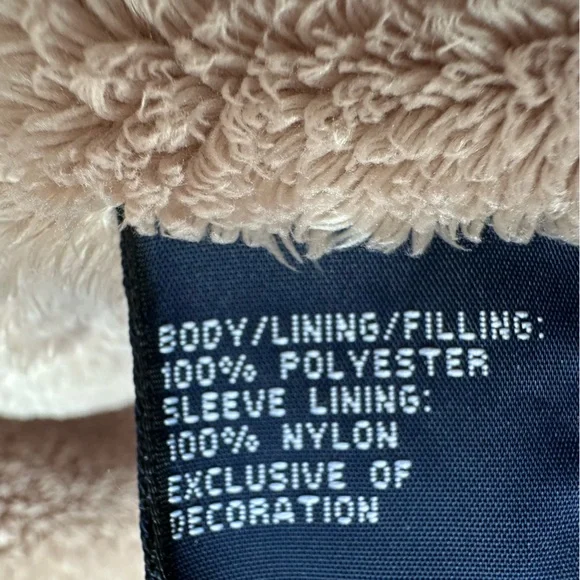 BODY/LINING/FILLING:
100% POLYESTER
SLEEVE LINING:
100% NYLON
EXCLUSIVE OF
DECORATION